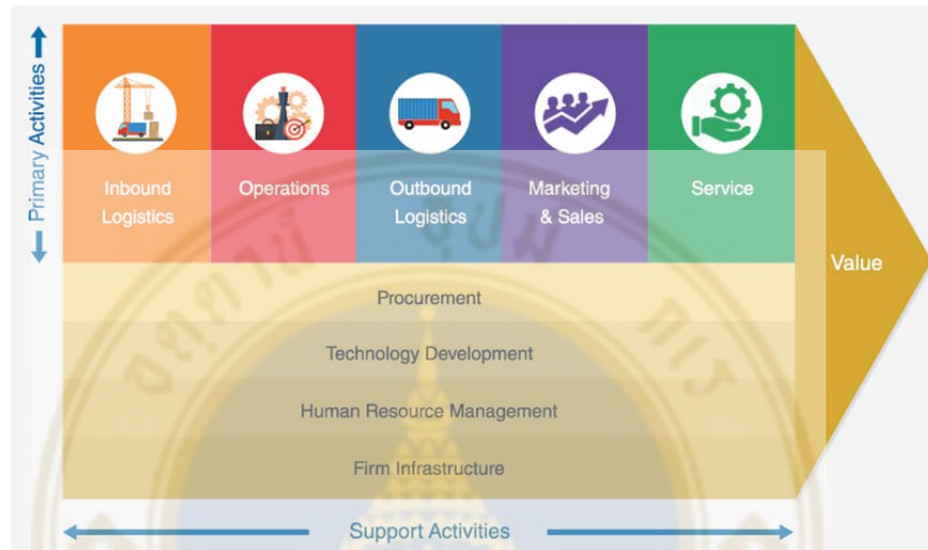 Primary Activities
Inbound
Logistics
Operations
Outbound
Logistics
Marketing
& Sales
Service
Value
Procurement
Technology Development
Human Resource Management
Firm Infrastructure
Support Activities